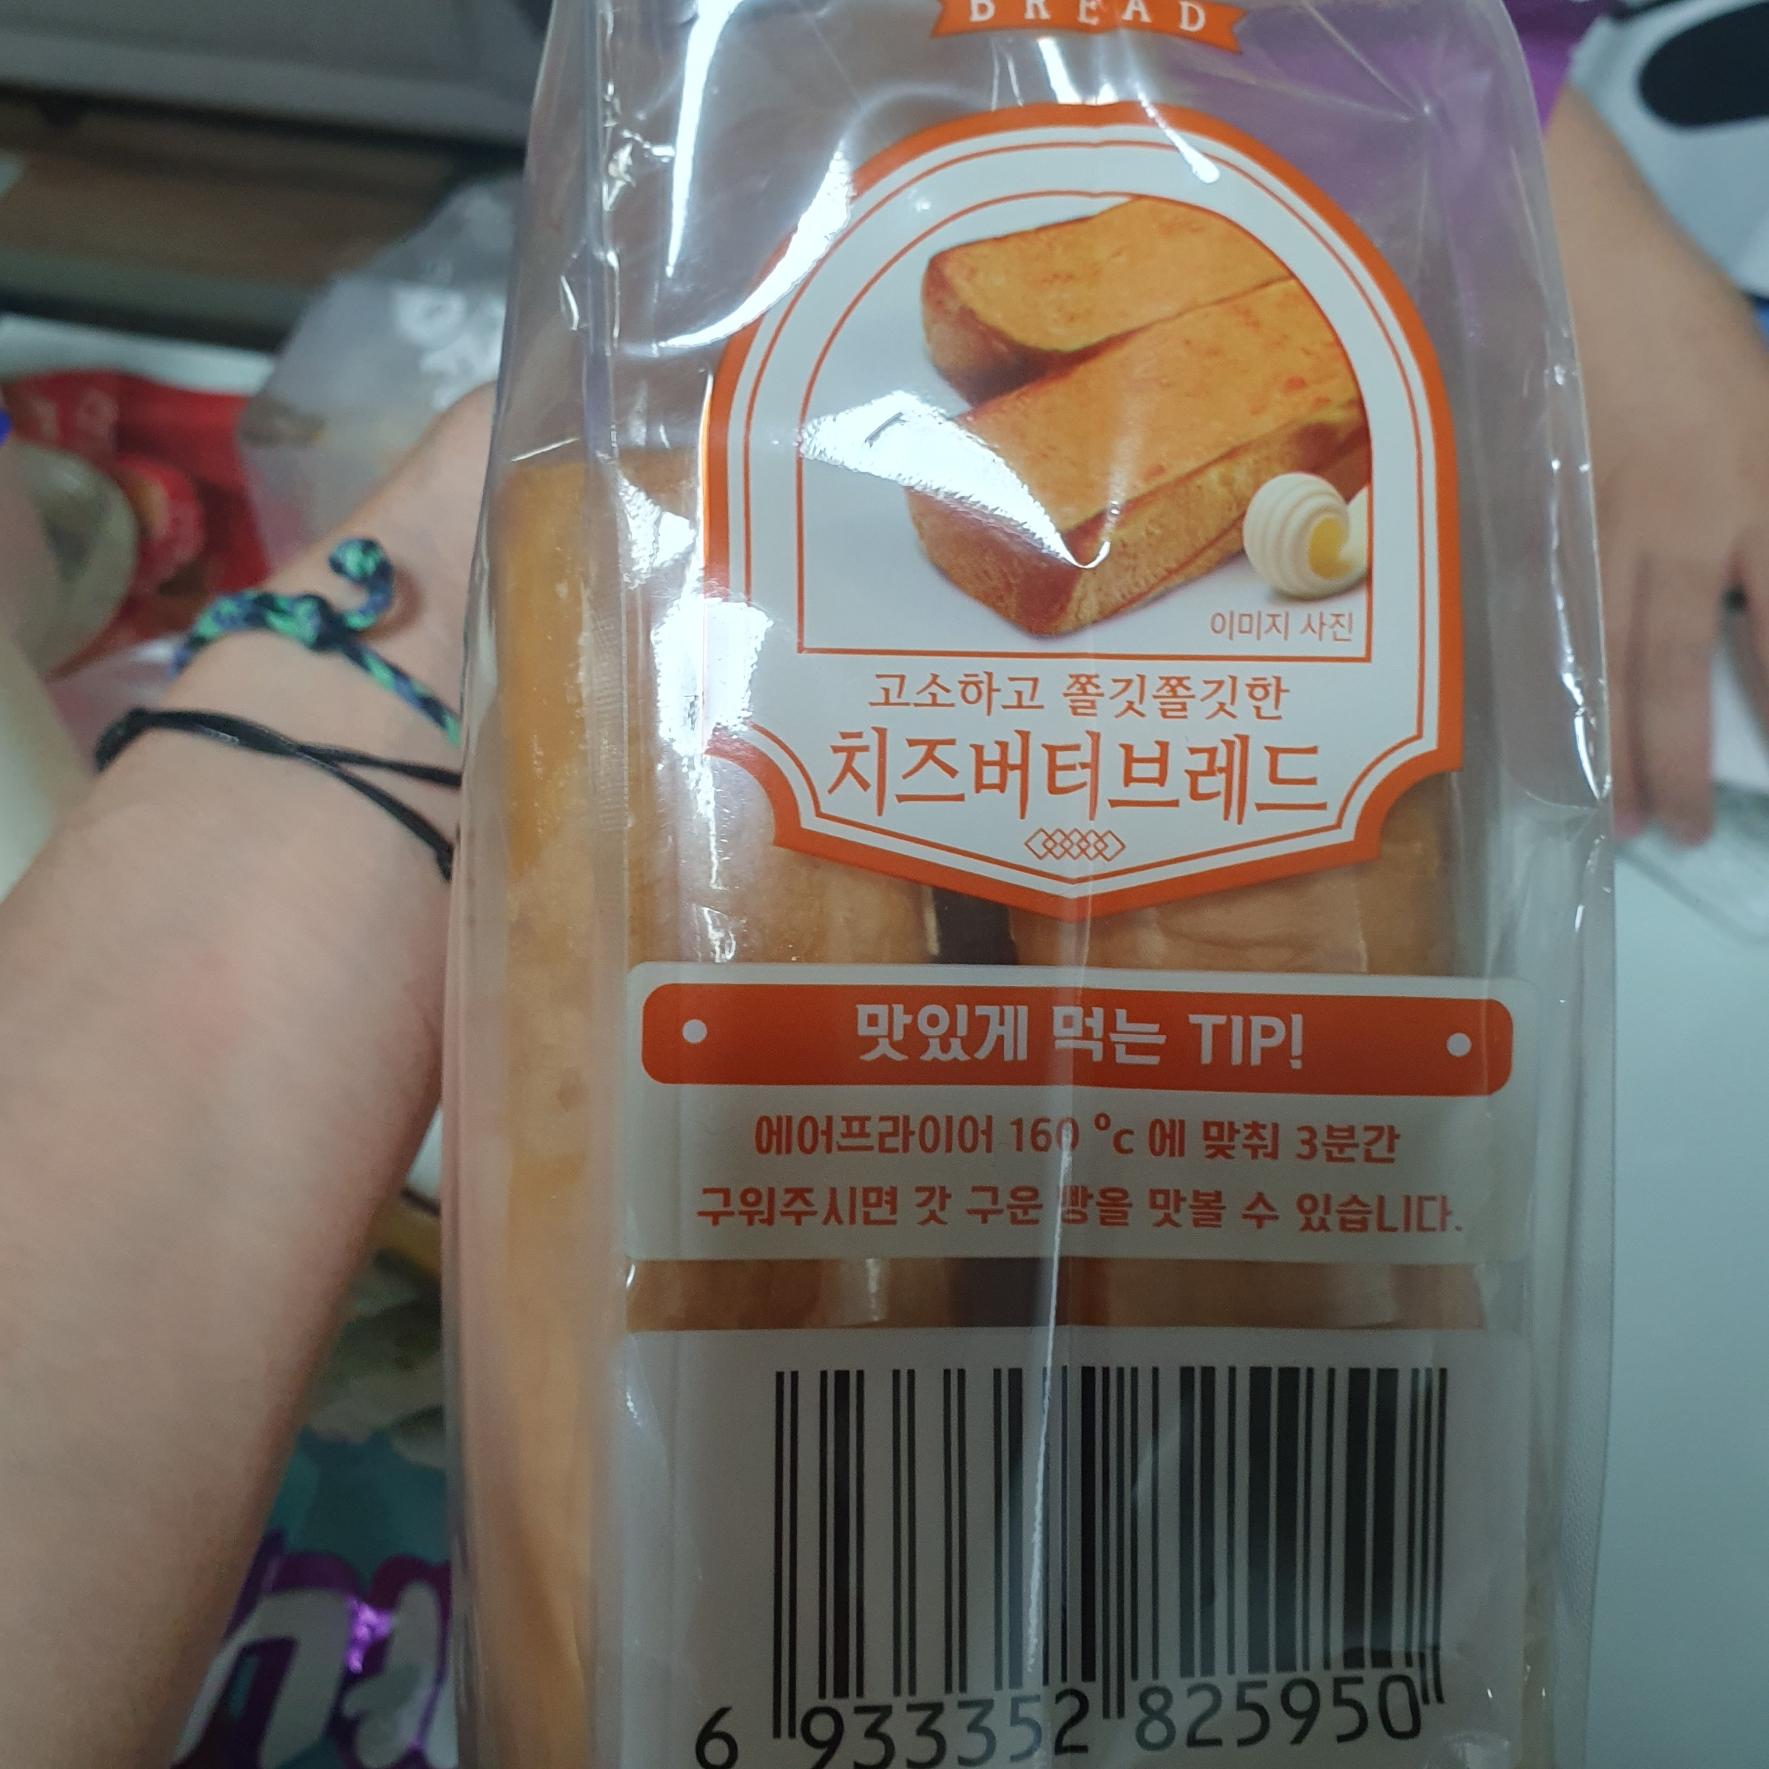 BREAD
이미지 사진
고소하고 쫄깃쫄깃한
치즈버터브레드
맛있게 먹는 TIP!
에어프라이어 160 °c 에 맞춰 3분간
구워주시면 갓 구운 빵을 맛볼 수 있습니다.
6 933352 825950